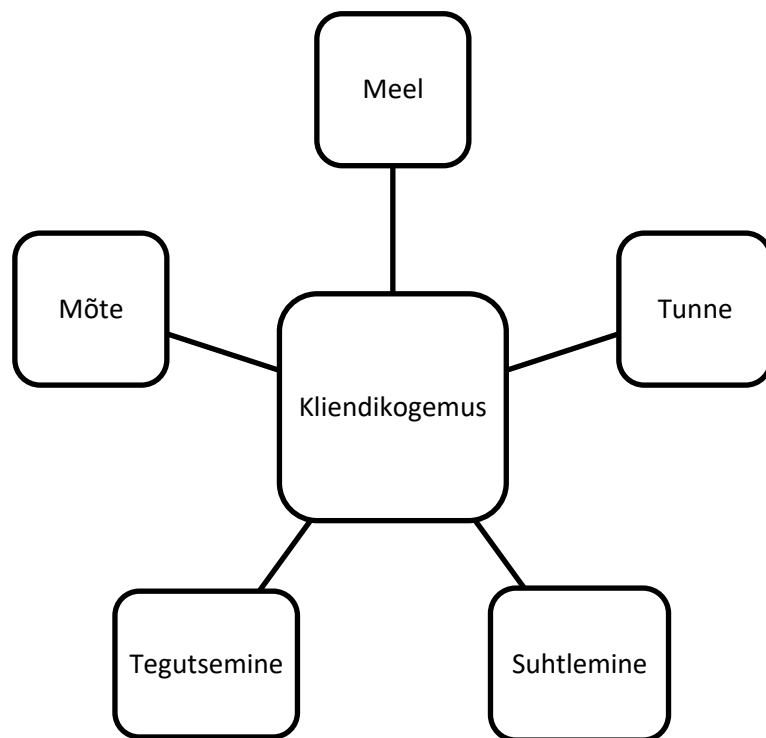 Meel
Mõte
Tunne
Kliendikogemus
Tegutsemine
Suhtlemine